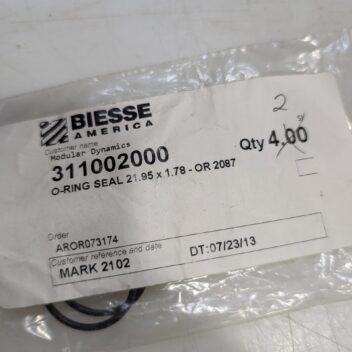 BIESSE
AMERICA
2
Customer name
Modular Dynamics
311002000
Qty 4.00
O-RING SEAL 21.95 x 1.78 - OR 2087
Order
AROR073174
Customer reference and date
MARK 2102
DT:07/23/13